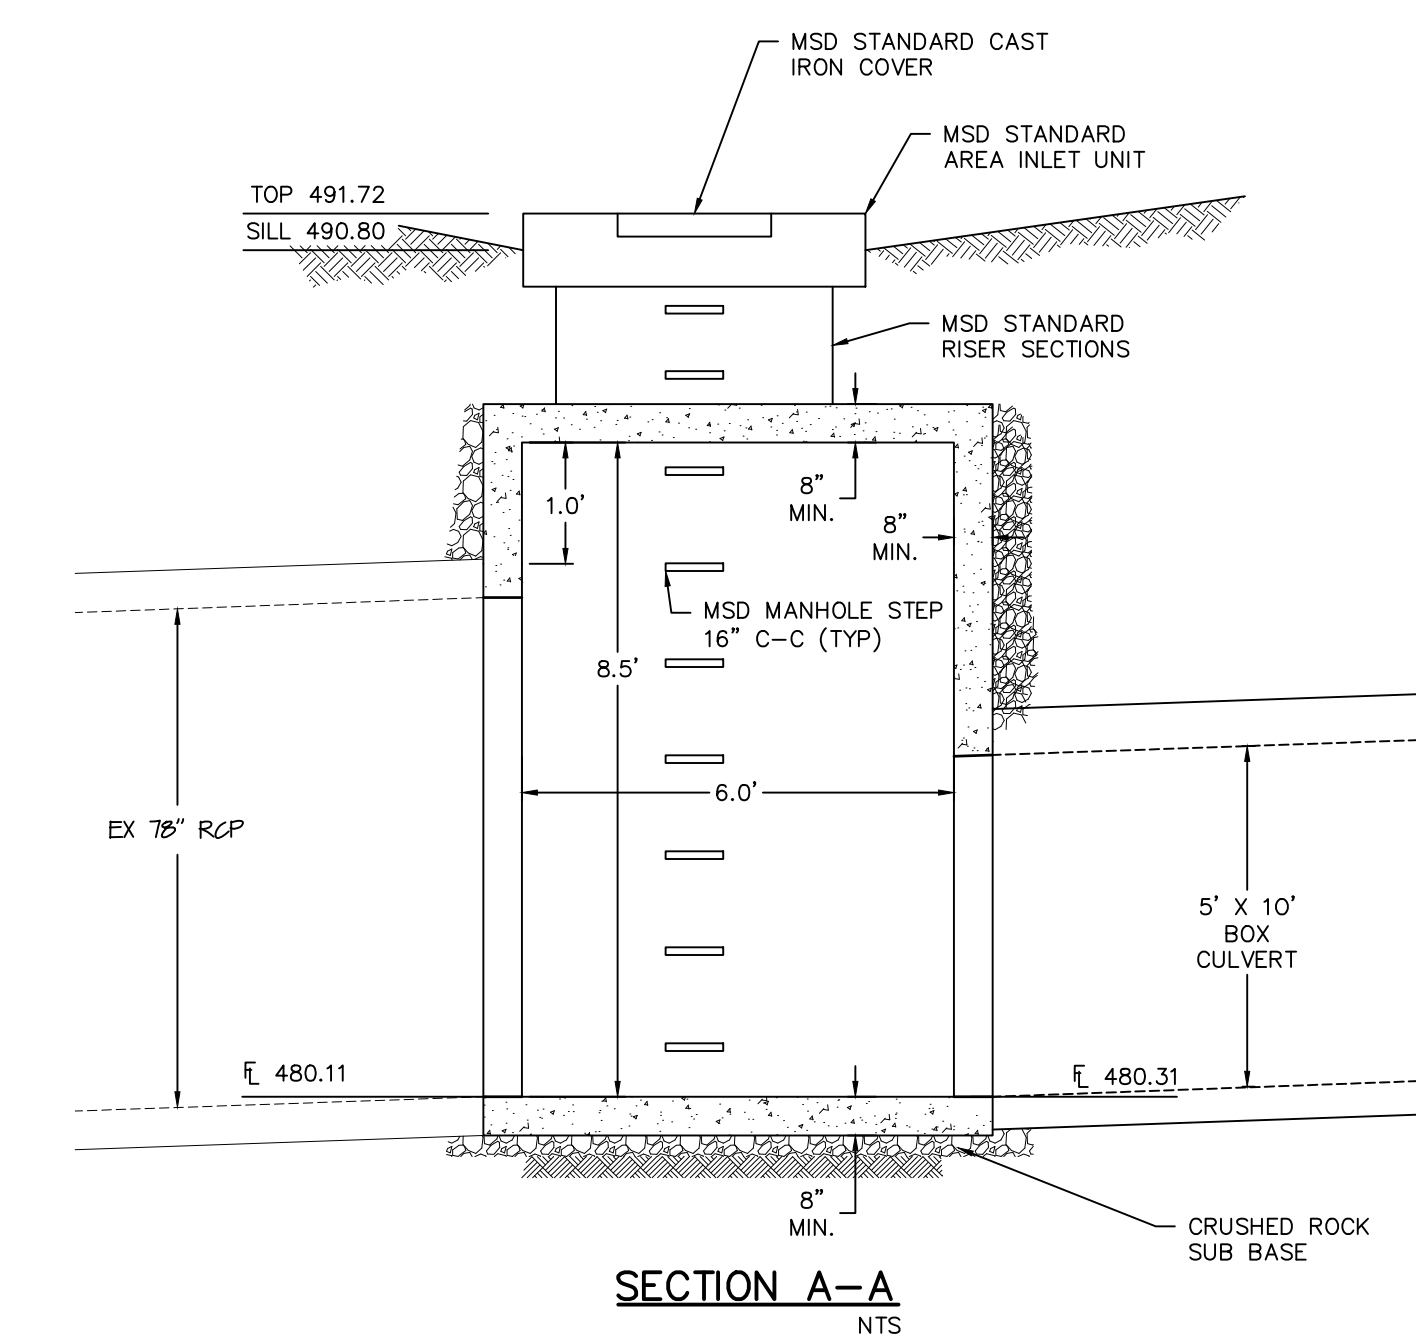 MSD STANDARD CAST
IRON COVER
MSD STANDARD
AREA INLET UNIT
TOP 491.72
SILL 490.80
MSD STANDARD
RISER SECTIONS
8”
MIN.
1.0’
8”
MIN.
MSD MANHOLE STEP
16” C–C (TYP)
8.5’
6.0’
EX 78” RCP
5’ X 10’
BOX
CULVERT
FL 480.11
FL 480.31
8”
MIN.
CRUSHED ROCK
SUB BASE
SECTION A–A
NTS